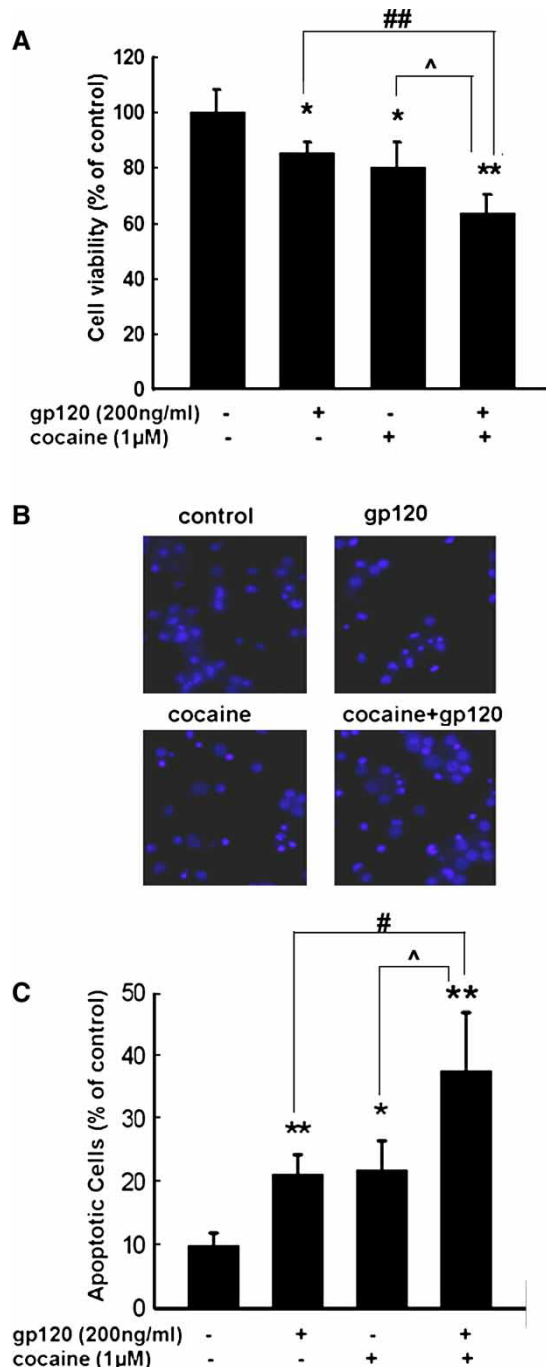 A
##
^
120
100
80
60
40
20
0
* * **
Cell viability (% of control)
gp120 (200ng/ml) - + - +
cocaine (1µM) - - + +
B
control gp120
cocaine cocaine+gp120
#
^
C
50
40
30
20
10
0
** * **
Apoptotic Cells (% of control)
gp120 (200ng/ml) - + - +
cocaine (1µM) - - + +